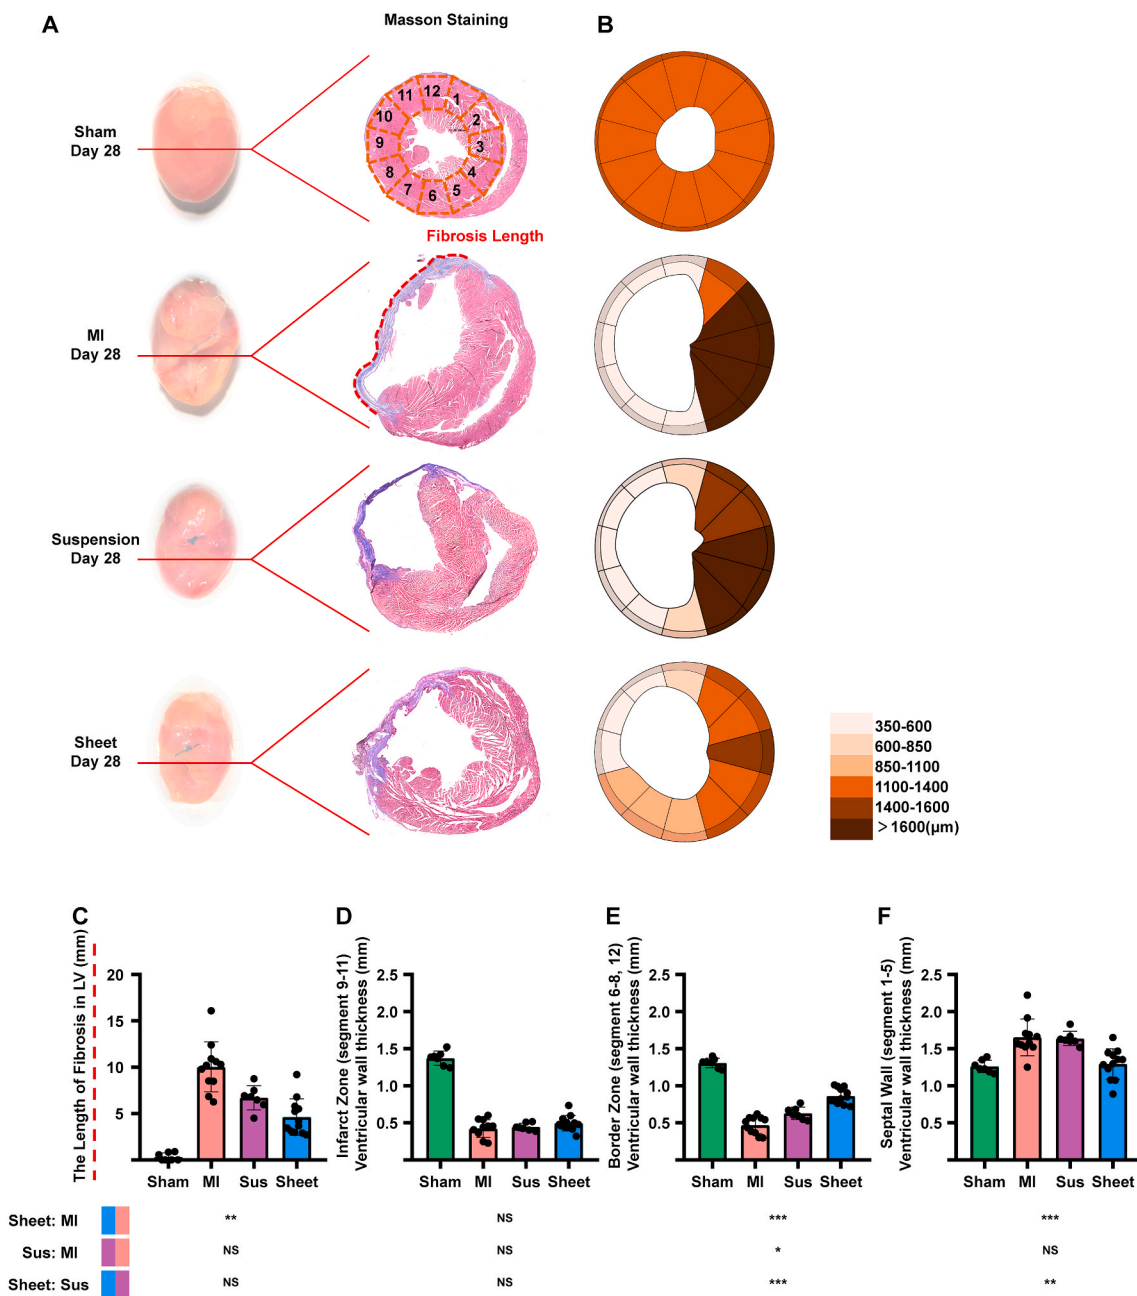 Masson Staining
A
B
Sham
Day 28
11
12
1
10
2
9
3
8
4
7
6
5
Fibrosis Length
MI
Day 28
Suspension
Day 28
Sheet
Day 28
350-600
600-850
850-1100
1100-1400
1400-1600
> 1600(μm)
C
The Length of Fibrosis in LV (mm)
20
15
10
5
Sham MI Sus Sheet
D
Infarct Zone (segment 9-11)
Ventricular wall thickness (mm)
2.5
2.0
1.5
1.0
0.5
Sham MI Sus Sheet
E
Border Zone (segment 6-8, 12)
Ventricular wall thickness (mm)
2.5
2.0
1.5
1.0
0.5
Sham MI Sus Sheet
F
Septal Wall (segment 1-5)
Ventricular wall thickness (mm)
2.5
2.0
1.5
1.0
0.5
Sham MI Sus Sheet
Sheet: MI ** NS *** ***
Sus: MI NS NS * NS
Sheet: Sus NS NS *** **